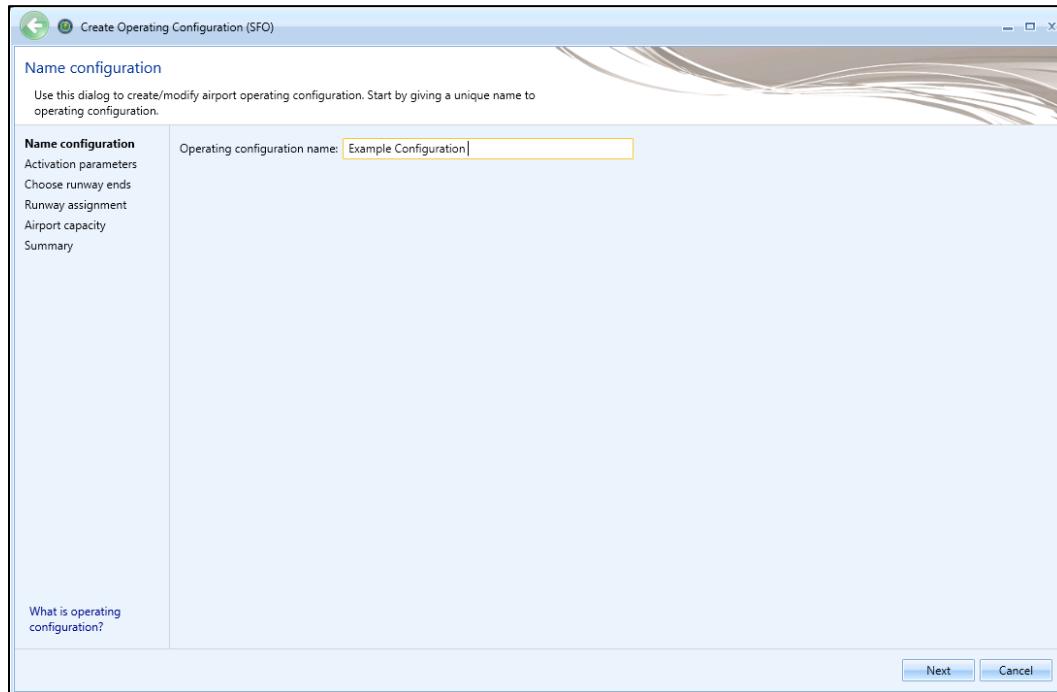 Create Operating Configuration (SFO)
Name configuration
Use this dialog to create/modify airport operating configuration. Start by giving a unique name to
operating configuration.
Name configuration
Activation parameters
Choose runway ends
Runway assignment
Airport capacity
Summary
Operating configuration name: Example Configuration
What is operating
configuration?
Next Cancel